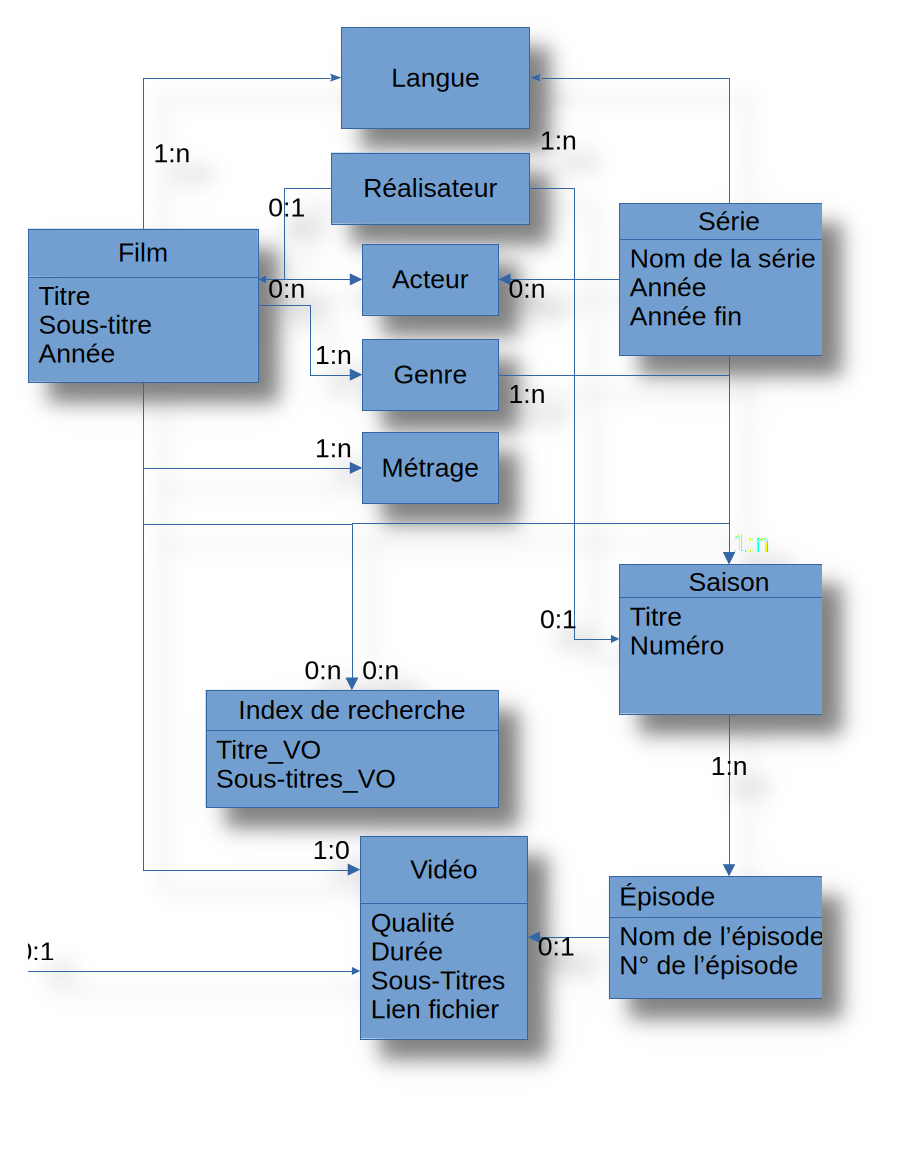 Langue
1:n
1:n
Réalisateur
0:1
Film
Titre
Sous-titre
Année
Série
Nom de la série
Année
Année fin
Acteur
0:n
0:n
1:n
Genre
1:n
1:n
Métrage
1:n
Saison
Titre
Numéro
0:1
0:n 0:n
Index de recherche
Titre_VO
Sous-titres_VO
1:n
1:0
Vidéo
Qualité
Durée
Sous-Titres
Lien fichier
Épisode
Nom de l’épisode
N° de l’épisode
0:1
:1